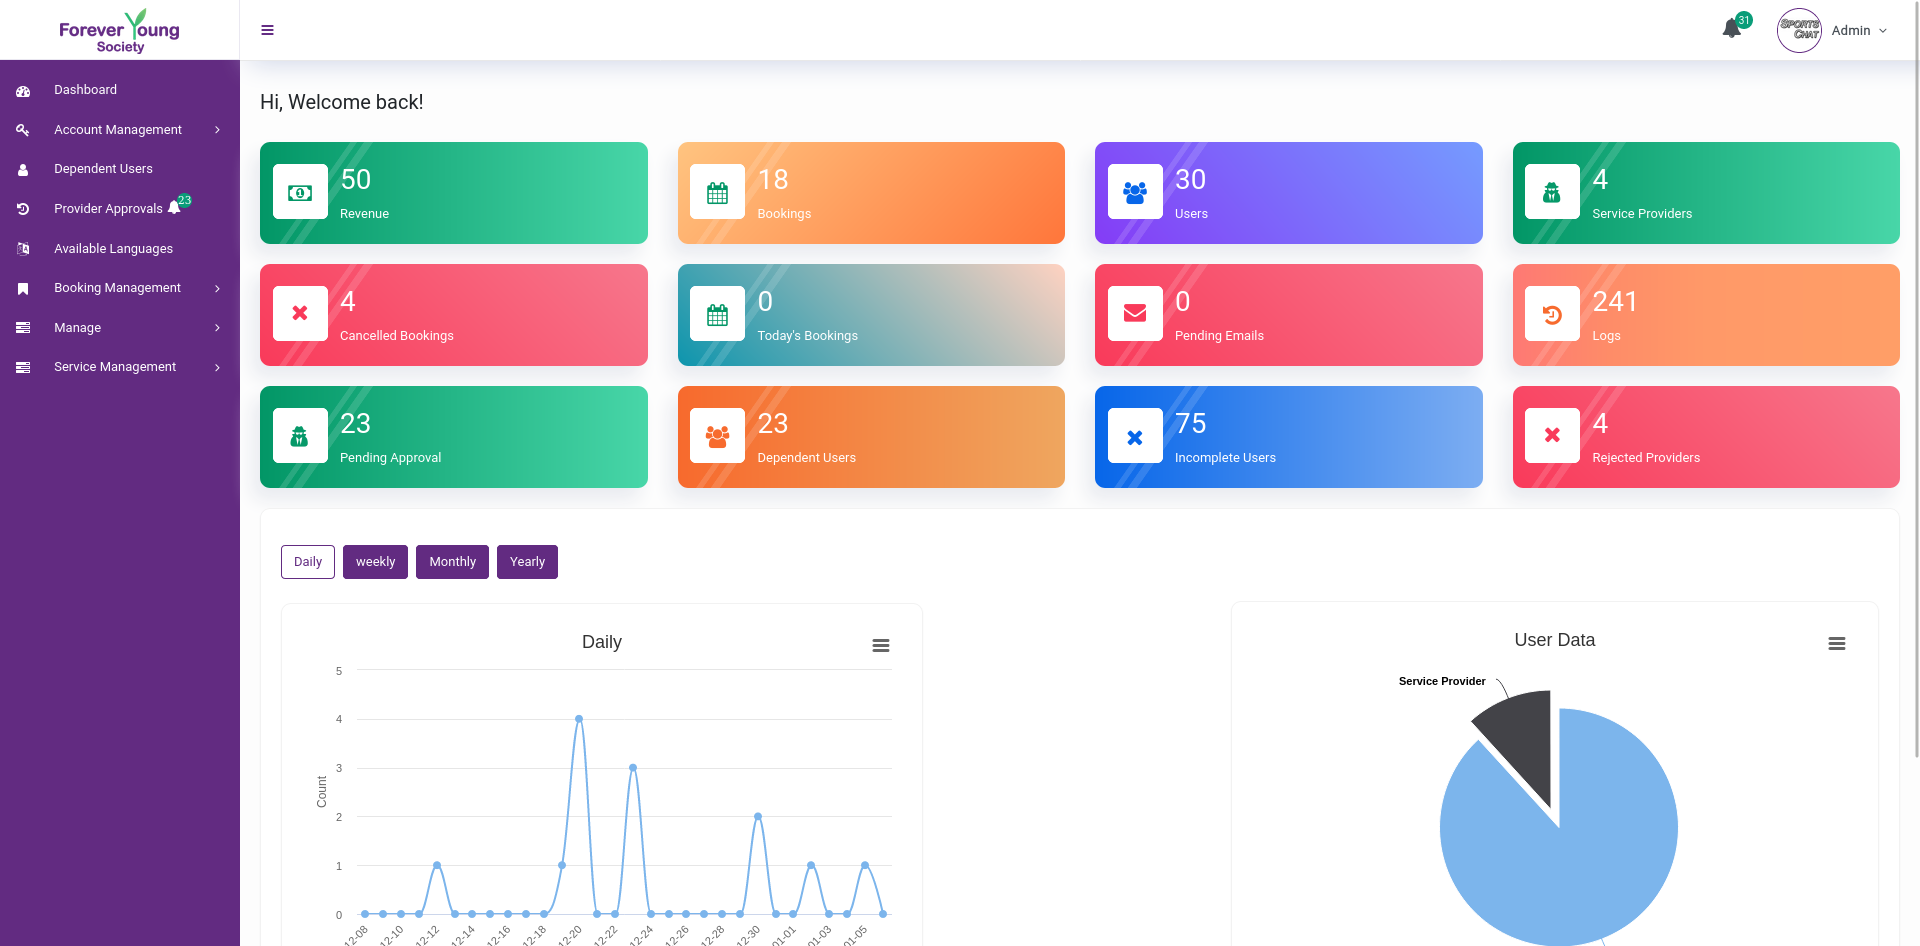 Forever Young
Society
31
SPORTS
CHAT
Admin
Dashboard
Account Management
Dependent Users
Provider Approvals 23
Available Languages
Booking Management
Manage
Service Management
Hi, Welcome back!
50
Revenue
18
Bookings
30
Users
4
Service Providers
4
Cancelled Bookings
0
Today's Bookings
0
Pending Emails
241
Logs
23
Pending Approval
23
Dependent Users
75
Incomplete Users
4
Rejected Providers
Daily weekly Monthly Yearly
Daily
5
4
3
2
1
0
Count
12-08 12-10 12-12 12-14 12-16 12-18 12-20 12-22 12-24 12-26 12-28 12-30 01-01 01-03 01-05
User Data
Service Provider